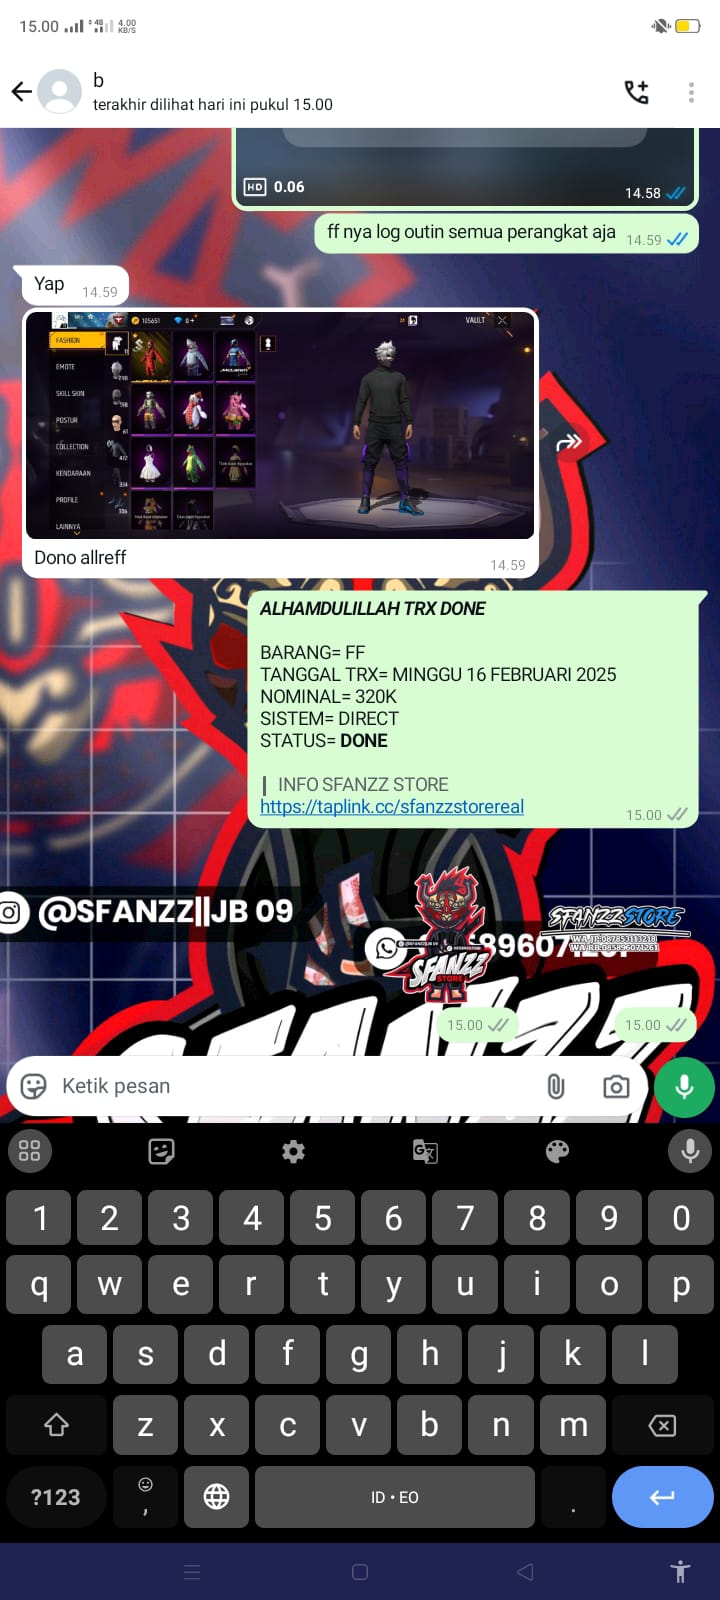 15.00 4G 4.00 KB/S
b
terakhir dilihat hari ini pukul 15.00
HD 0.06
14.58
ff nya log outin semua perangkat aja 14.59
Yap 14.59
105651 0 VAULT
FASHION
EMOTE
SKILL SKIN
POSTUR
COLLECTION
KENDARAAN
PROFILE
LAINNYA
Dono allreff
14.59
ALHAMDULILLAH TRX DONE
BARANG= FF
TANGGAL TRX= MINGGU 16 FEBRUARI 2025
NOMINAL= 320K
SISTEM= DIRECT
STATUS= DONE
| INFO SFANZZ STORE
https://taplink.cc/sfanzzstorereal
15.00
@SFANZZ||JB 09
SFANZZ STORE
SFANZZ STORE
15.00
15.00
SFANZZ
Ketik pesan
1 2 3 4 5 6 7 8 9 0
q w e r t y u i o p
a s d f g h j k l
z x c v b n m
?123 , ID • EO .